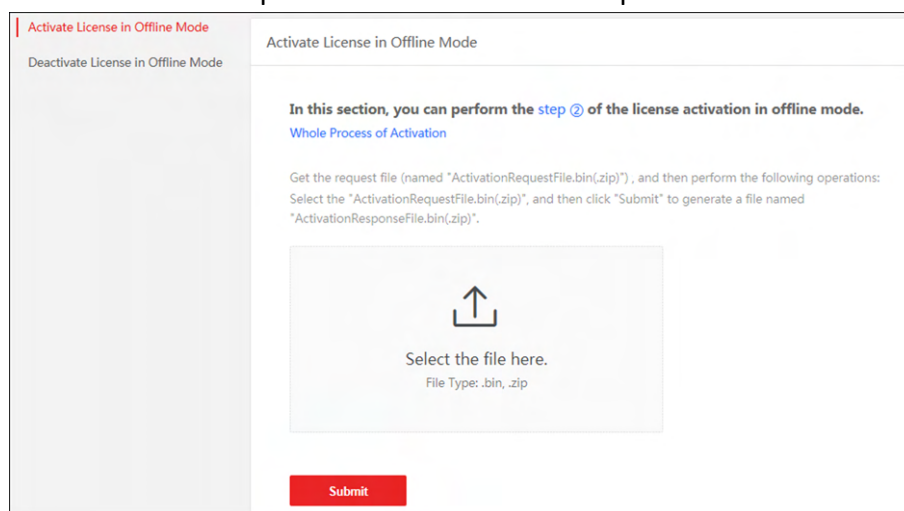 Activate License in Offline Mode
Deactivate License in Offline Mode
Activate License in Offline Mode
In this section, you can perform the step ② of the license activation in offline mode.
Whole Process of Activation
Get the request file (named "ActivationRequestFile.bin(.zip)") , and then perform the following operations:
Select the "ActivationRequestFile.bin(.zip)", and then click "Submit" to generate a file named
"ActivationResponseFile.bin(.zip)".
Select the file here.
File Type: .bin, .zip
Submit